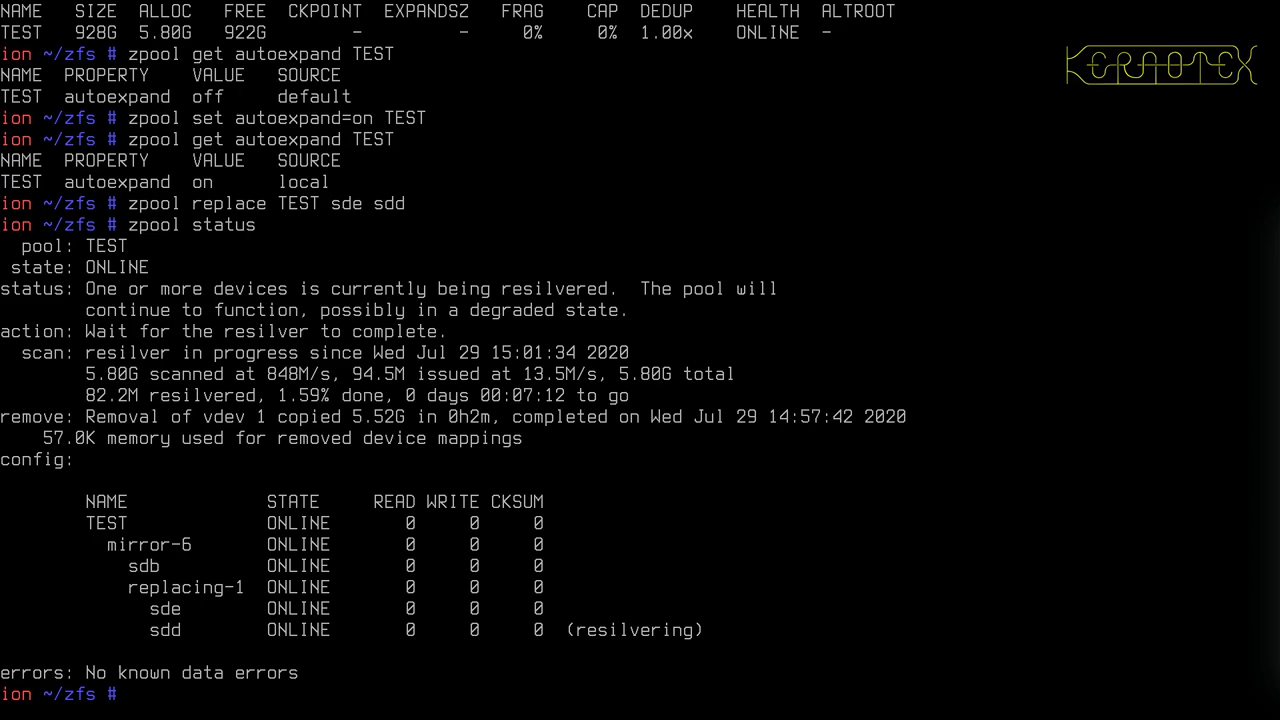 NAME   SIZE  ALLOC   FREE  CKPOINT  EXPANDSZ   FRAG    CAP  DEDUP    HEALTH  ALTROOT
TEST   928G  5.80G   922G        -         -     0%     0%  1.00x    ONLINE  -
ion ~/zfs # zpool get autoexpand TEST
NAME  PROPERTY    VALUE   SOURCE
TEST  autoexpand  off     default
ion ~/zfs # zpool set autoexpand=on TEST
ion ~/zfs # zpool get autoexpand TEST
NAME  PROPERTY    VALUE   SOURCE
TEST  autoexpand  on      local
ion ~/zfs # zpool replace TEST sde sdd
ion ~/zfs # zpool status
  pool: TEST
 state: ONLINE
status: One or more devices is currently being resilvered.  The pool will
        continue to function, possibly in a degraded state.
action: Wait for the resilver to complete.
  scan: resilver in progress since Wed Jul 29 15:01:34 2020
        5.80G scanned at 848M/s, 94.5M issued at 13.5M/s, 5.80G total
        82.2M resilvered, 1.59% done, 0 days 00:07:12 to go
remove: Removal of vdev 1 copied 5.52G in 0h2m, completed on Wed Jul 29 14:57:42 2020
    57.0K memory used for removed device mappings
config:
        NAME             STATE     READ WRITE CKSUM
        TEST             ONLINE       0     0     0
          mirror-6       ONLINE       0     0     0
            sdb          ONLINE       0     0     0
            replacing-1  ONLINE       0     0     0
              sde        ONLINE       0     0     0
              sdd        ONLINE       0     0     0  (resilvering)
errors: No known data errors
ion ~/zfs #
KERAOTEX